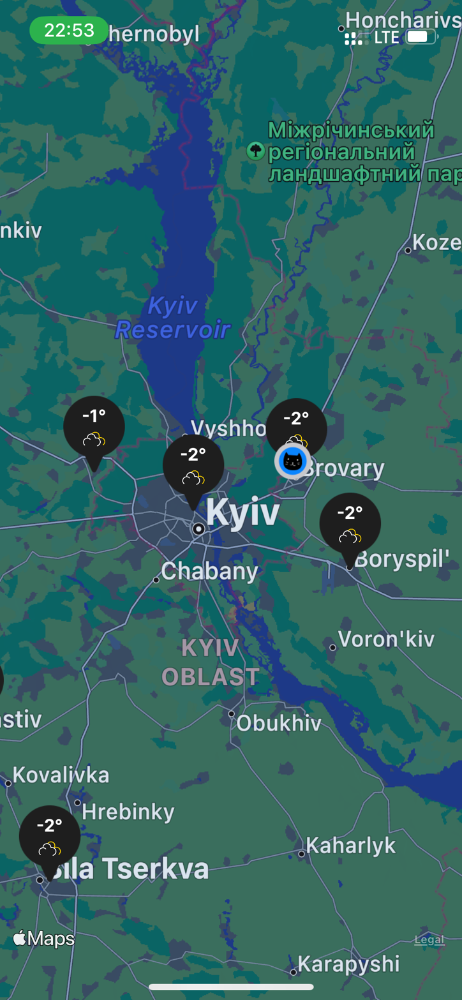 22:53
hernobyl
Honcharivs
LTE
Міжрічинський
регіональний
ландшафтний пар
nkiv
Koze
Kyiv
Reservoir
-1°
-2°
Vyshho
-2°
Brovary
Kyiv
-2°
Boryspil'
Chabany
Voron'kiv
KYIV
OBLAST
stiv
Obukhiv
Kovalivka
Hrebinky
-2°
Kaharlyk
Bila Tserkva
Maps
Legal
Karapyshi